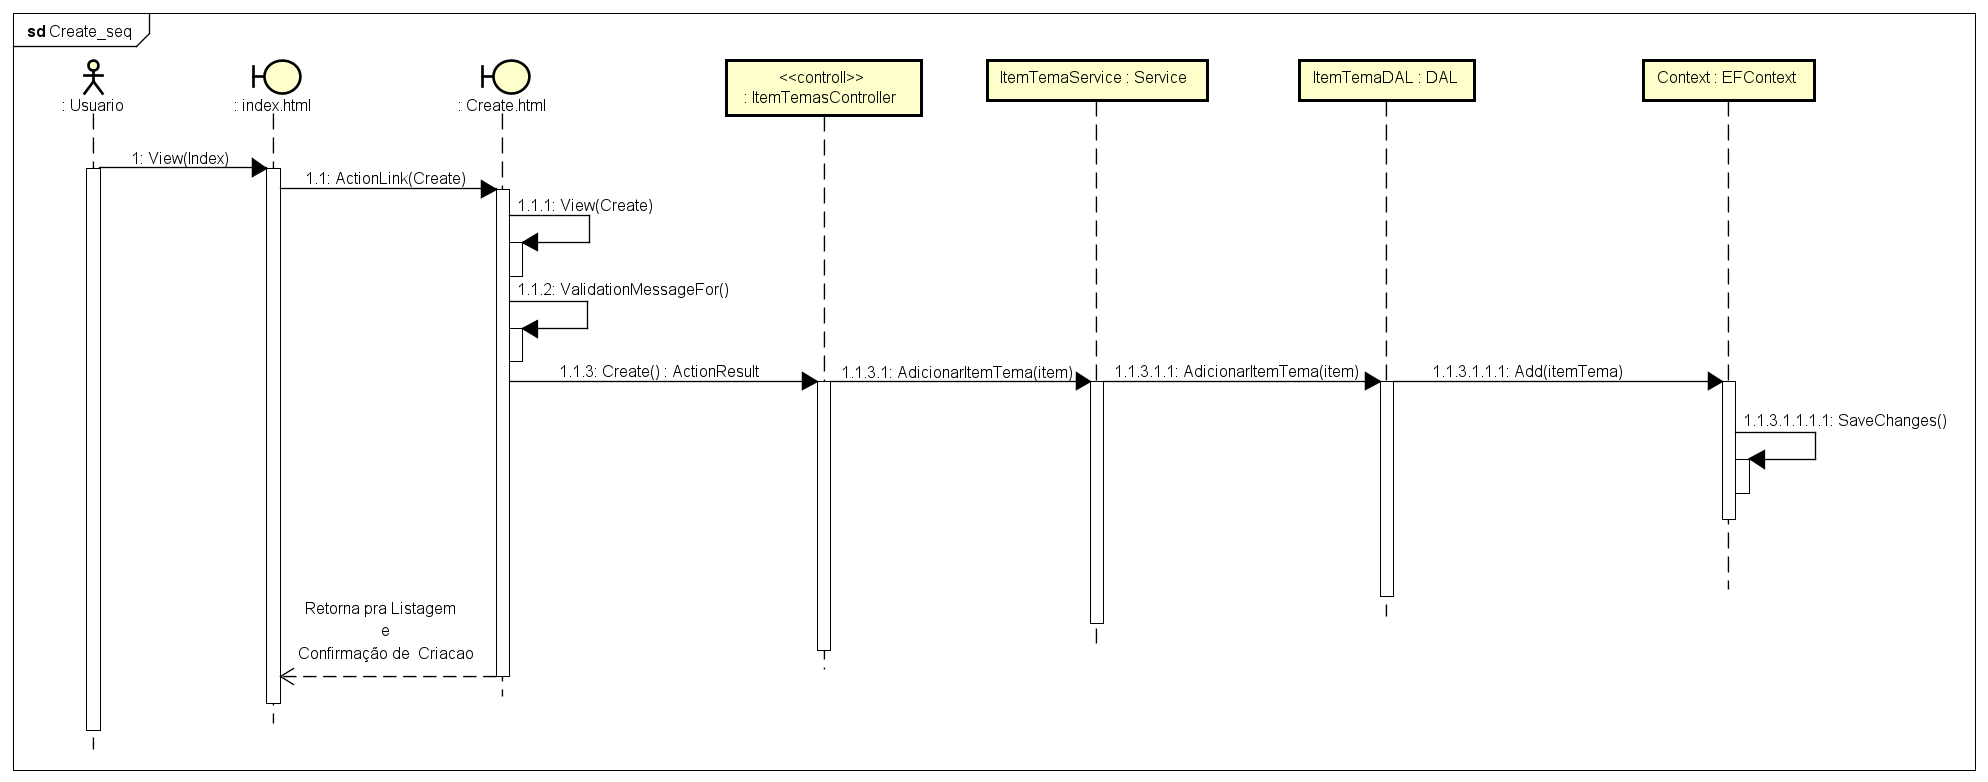 sd Create_seq
: Usuario
: index.html
: Create.html
<<controll>>
: ItemTemasController
ItemTemaService : Service
ItemTemaDAL : DAL
Context : EFContext
1: View(Index)
1.1: ActionLink(Create)
1.1.1: View(Create)
1.1.2: ValidationMessageFor()
1.1.3: Create() : ActionResult
1.1.3.1: AdicionarItemTema(item)
1.1.3.1.1: AdicionarItemTema(item)
1.1.3.1.1.1: Add(itemTema)
1.1.3.1.1.1.1: SaveChanges()
Retorna pra Listagem
e
Confirmação de  Criacao